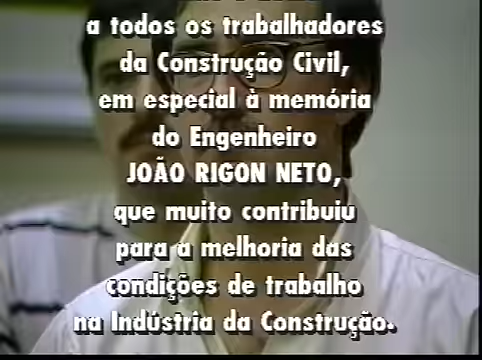 a todos os trabalhadores
da Construção Civil,
em especial à memória
do Engenheiro
JOÃO RIGON NETO,
que muito contribuiu
para a melhoria das
condições de trabalho
na Indústria da Construção.